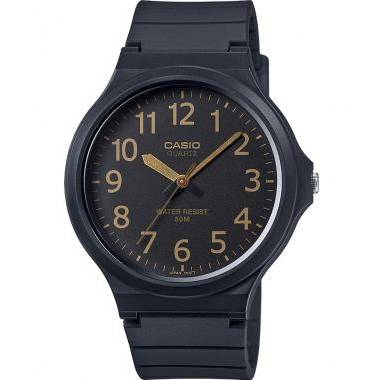 12
11 1
10 CASIO 2
QUARTZ
9 3
WATER RESIST
8 50M 4
7 5
6